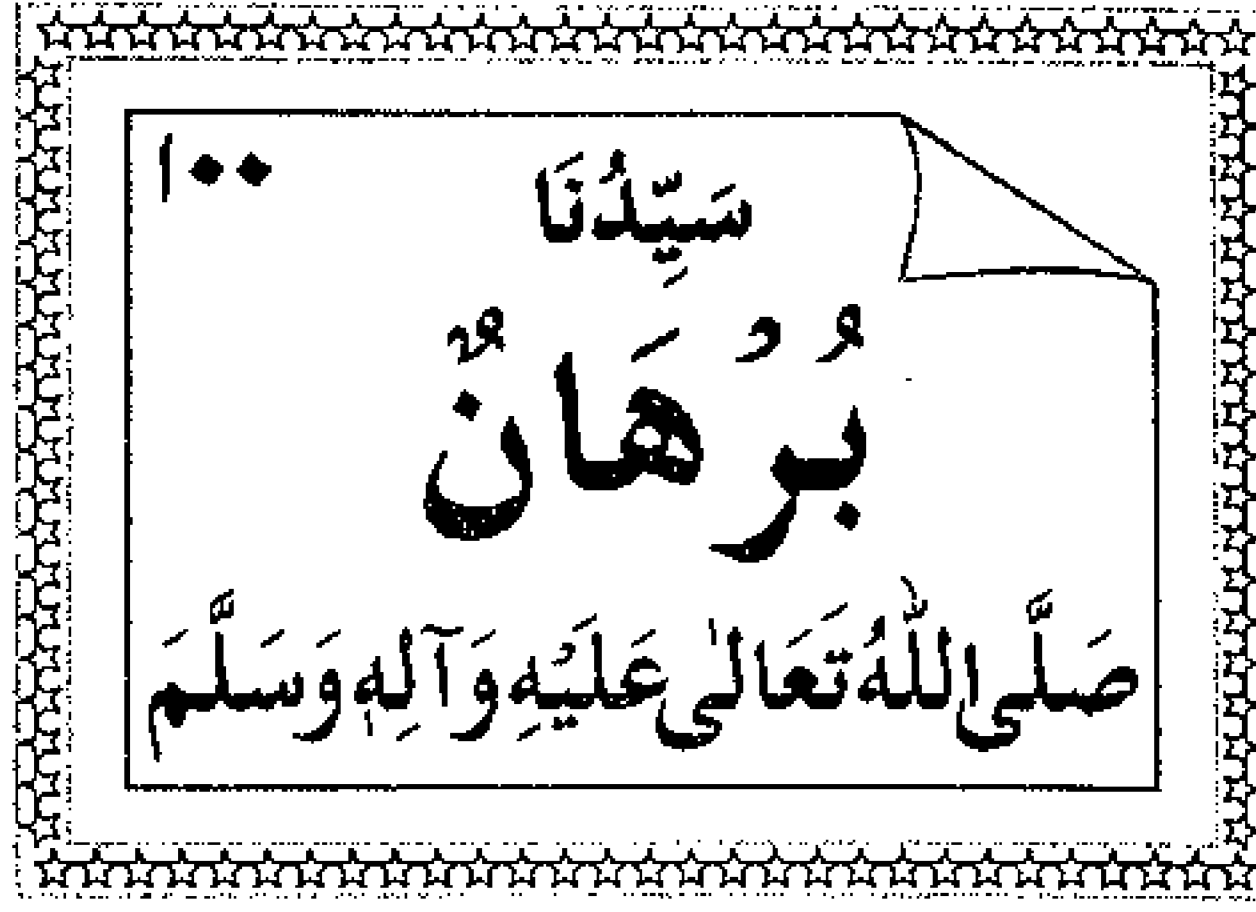 ١٠٠
سَيِّدُنَا
بُرْهَانٌ
صَلَّى اللّٰهُ تَعَالٰى عَلَيْهِ وَآلِهٖ وَسَلَّمَ